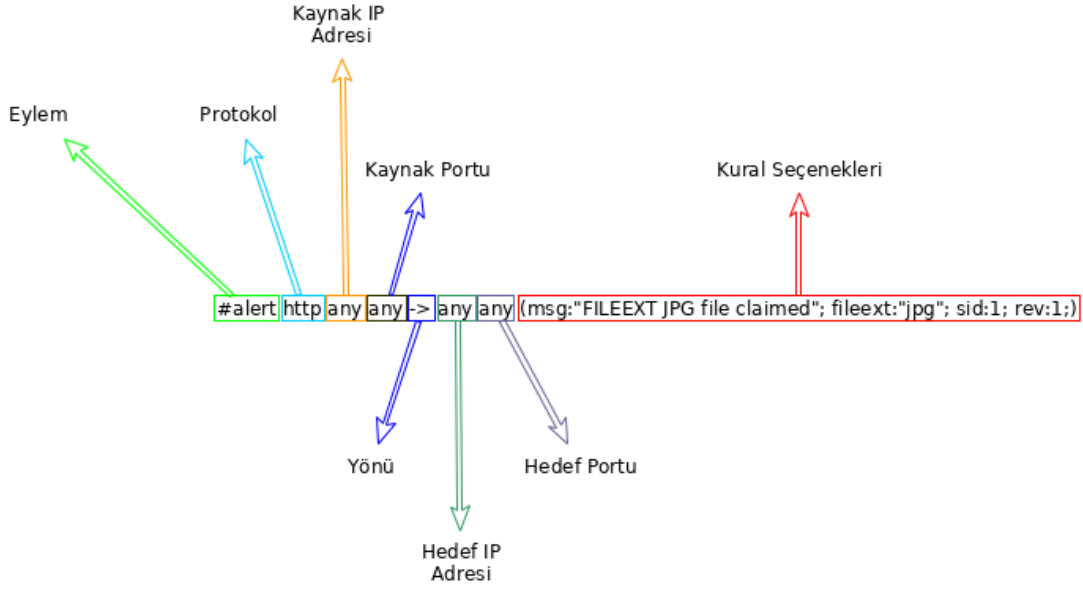 Kaynak IP
Adresi
Eylem
Protokol
Kaynak Portu
Kural Seçenekleri
#alert http any any -> any any (msg:"FILEEXT JPG file claimed"; fileext:"jpg"; sid:1; rev:1;)
Yönü
Hedef Portu
Hedef IP
Adresi